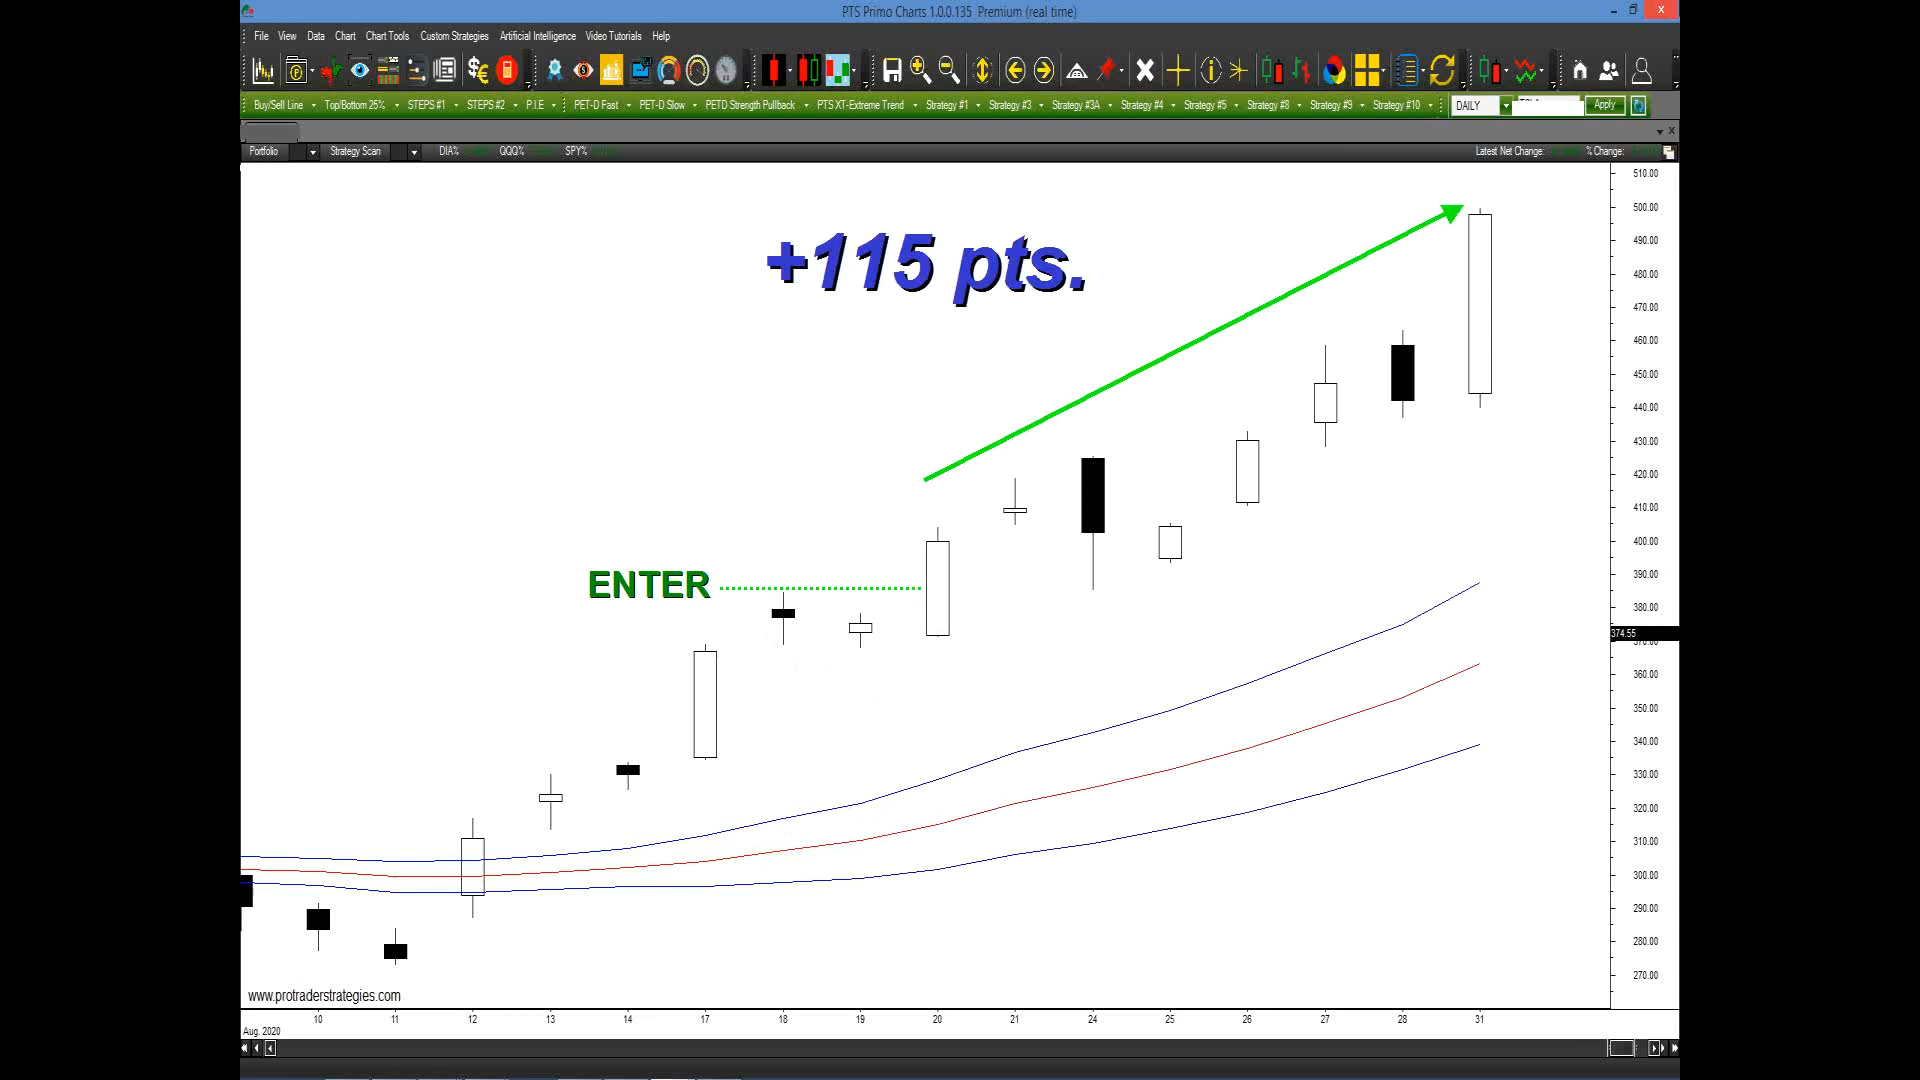 PTS Primo Charts 1.0.0.135 Premium (real time)
File View Data Chart Chart Tools Custom Strategies Artificial Intelligence Video Tutorials Help
Buy/Sell Line Top/Bottom 25% STEPS #1 STEPS #2 P.I.E PET-D Fast PET-D Slow PETD Strength Pullback PTS XT-Extreme Trend Strategy #1 Strategy #3 Strategy #3A Strategy #4 Strategy #5 Strategy #8 Strategy #9 Strategy #10 DAILY Apply
Portfolio Strategy Scan DIA% QQQ% SPY% Latest Net Change: % Change:
+115 pts.
ENTER
510.00
500.00
490.00
480.00
470.00
460.00
450.00
440.00
430.00
420.00
410.00
400.00
390.00
380.00
374.55
370.00
360.00
350.00
340.00
330.00
320.00
310.00
300.00
290.00
280.00
270.00
www.protraderstrategies.com
10 11 12 13 14 17 18 19 20 21 24 25 26 27 28 31
Aug. 2020